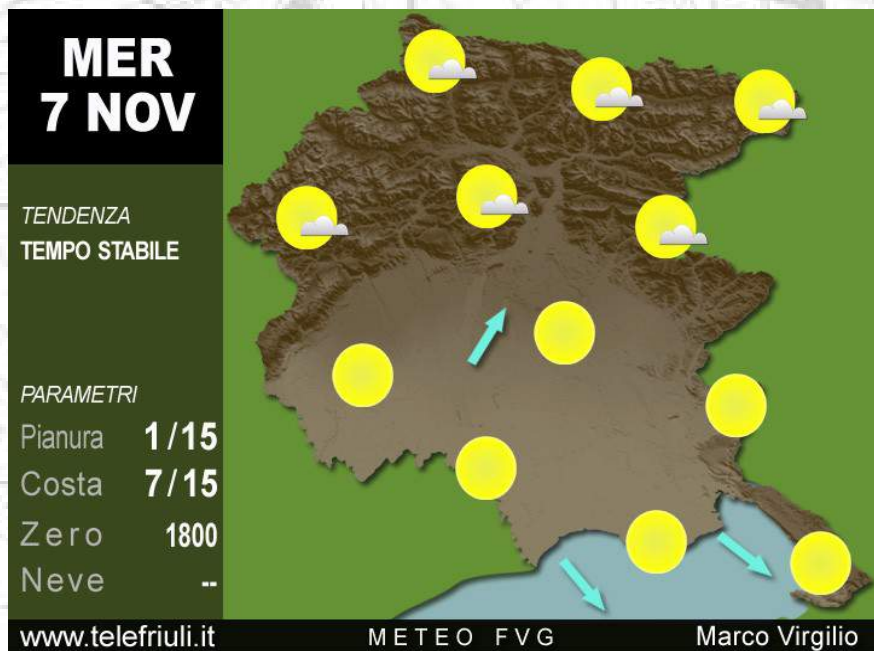 MER
7 NOV
TENDENZA
TEMPO STABILE
PARAMETRI
Pianura 1/15
Costa 7/15
Zero 1800
Neve --
www.telefriuli.it METEO FVG Marco Virgilio